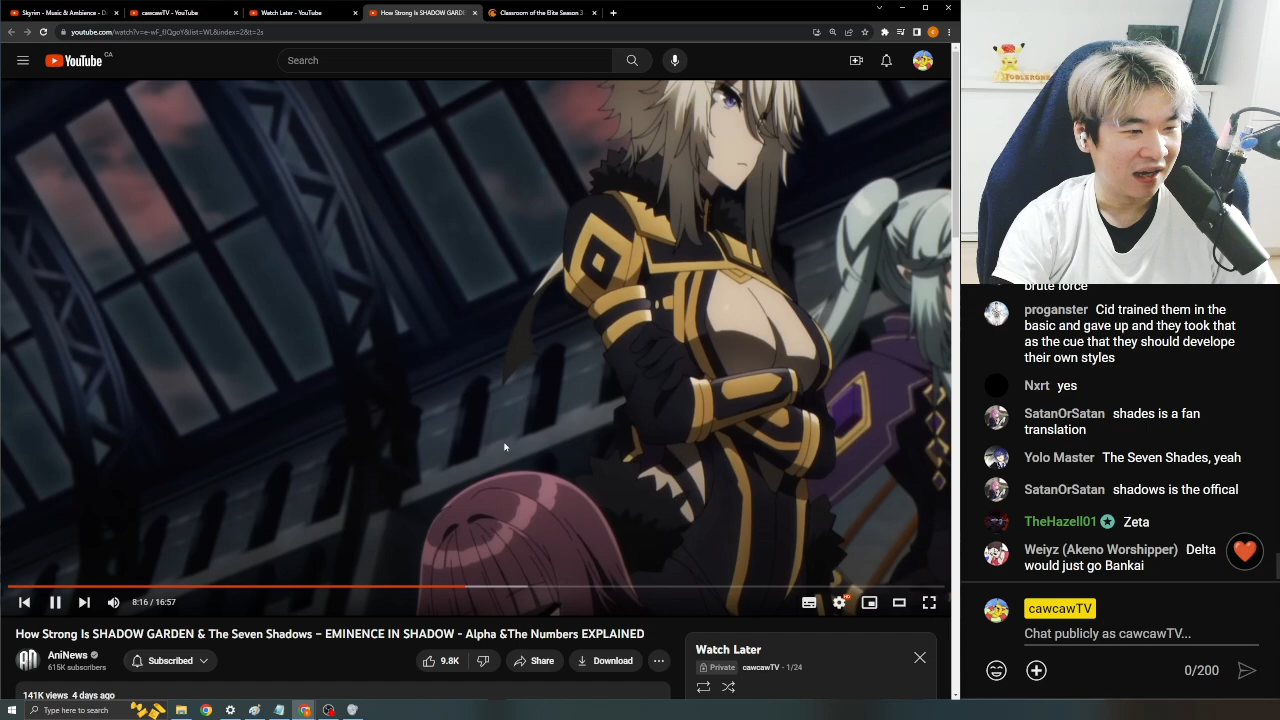 Skyrim - Music & Ambience - D
cawcawTV - YouTube
Watch Later - YouTube
How Strong Is SHADOW GARDE
Classroom of the Elite Season 3
youtube.com/watch?v=e-wF_fJQgoY&list=WL&index=2&t=2s
YouTube CA
Search
TOBLERONE
8:16 / 16:57
HD
How Strong Is SHADOW GARDEN & The Seven Shadows – EMINENCE IN SHADOW - Alpha &The Numbers EXPLAINED
AniNews
615K subscribers
Subscribed
9.8K
Share
Download
141K views 4 days ago
Watch Later
Private cawcawTV - 1/24
Type here to search
brute force
proganster Cid trained them in the
basic and gave up and they took that
as the cue that they should develope
their own styles
Nxrt yes
SatanOrSatan shades is a fan
translation
Yolo Master The Seven Shades, yeah
SatanOrSatan shadows is the offical
TheHazell01 Zeta
Weiyz (Akeno Worshipper) Delta
would just go Bankai
cawcawTV
Chat publicly as cawcawTV...
0/200